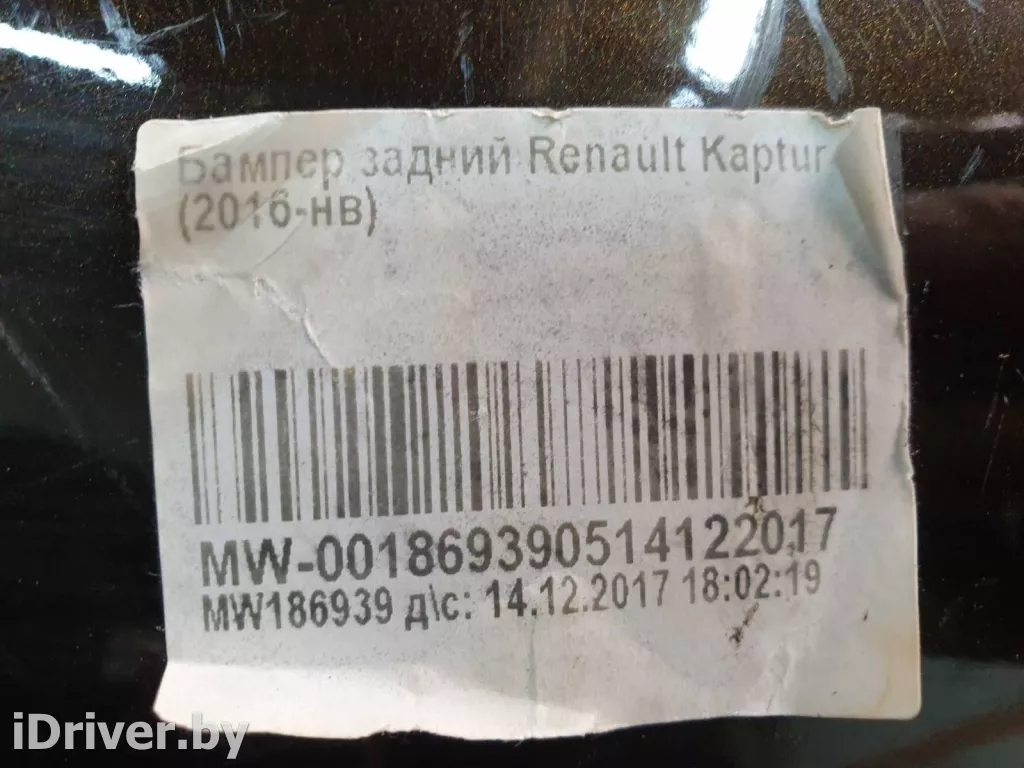 Бампер задний Renault Kaptur
(2016-нв)
MW-00186939051412​2017
MW186939 д\с: 14.12.2017 18:02:19
iDriver.by